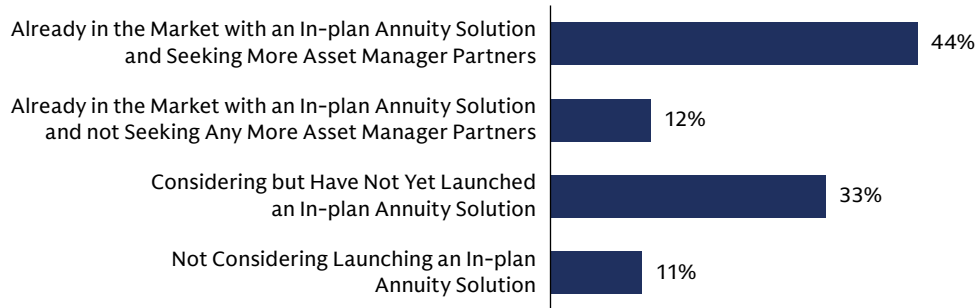 Already in the Market with an In-plan Annuity Solution
and Seeking More Asset Manager Partners
44%
Already in the Market with an In-plan Annuity Solution
and not Seeking Any More Asset Manager Partners
12%
Considering but Have Not Yet Launched
an In-plan Annuity Solution
33%
Not Considering Launching an In-plan
Annuity Solution
11%